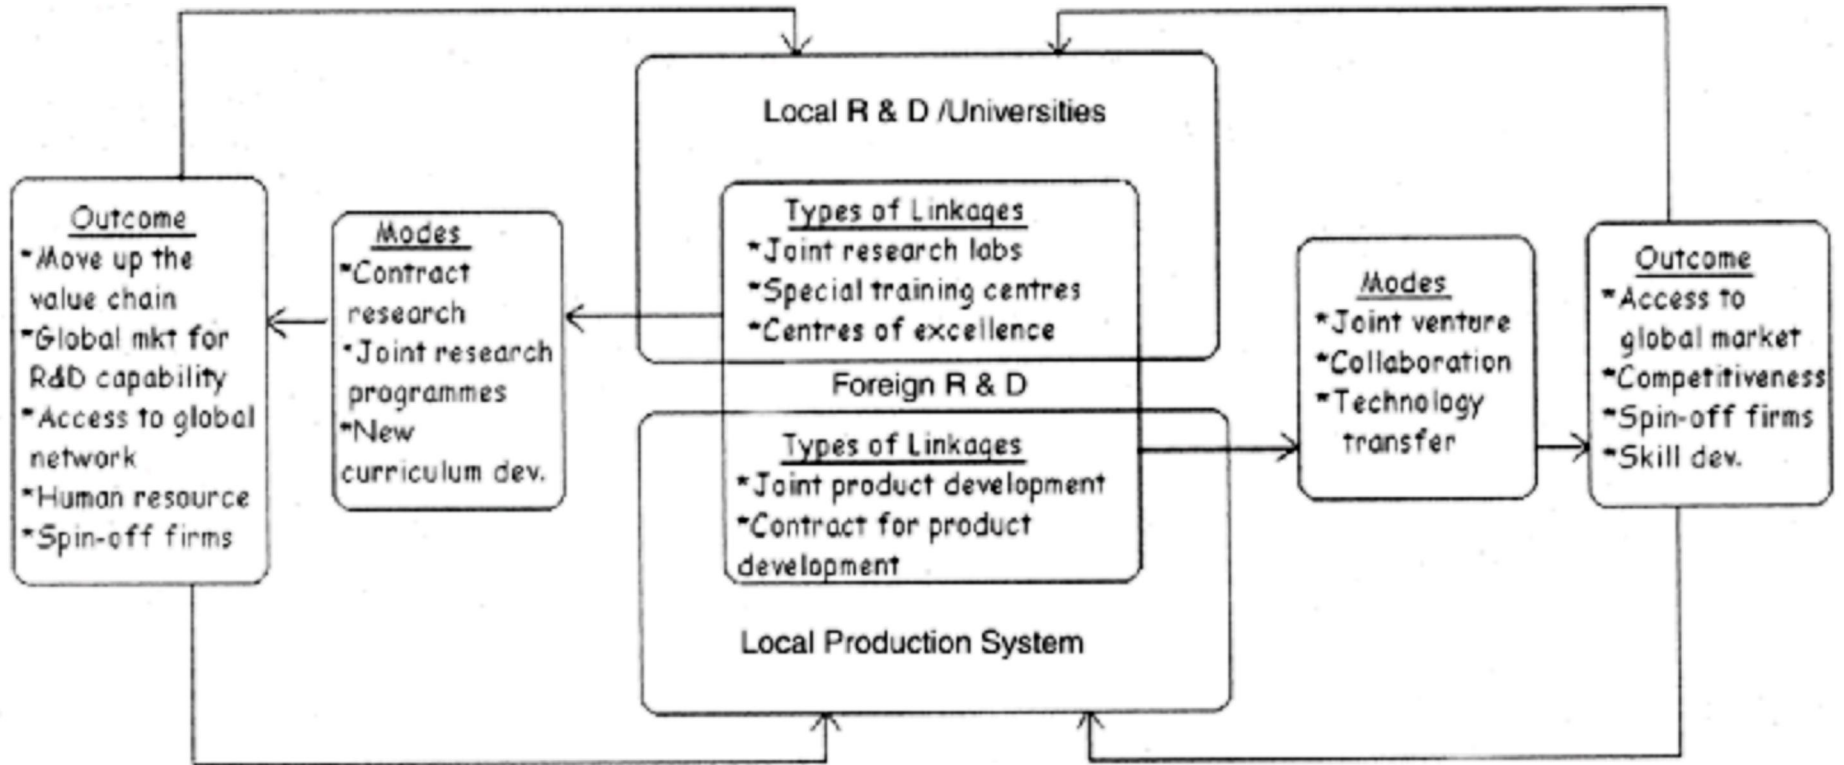 Local R & D /Universities
Types of Linkages
*Joint research labs
*Special training centres
*Centres of excellence
Foreign R & D
Types of Linkages
*Joint product development
*Contract for product
development
Local Production System
Modes
*Contract
research
*Joint research
programmes
*New
curriculum dev.
Outcome
*Move up the
value chain
*Global mkt for
R&D capability
*Access to global
network
*Human resource
*Spin-off firms
Modes
*Joint venture
*Collaboration
*Technology
transfer
Outcome
*Access to
global market
*Competitiveness
*Spin-off firms
*Skill dev.